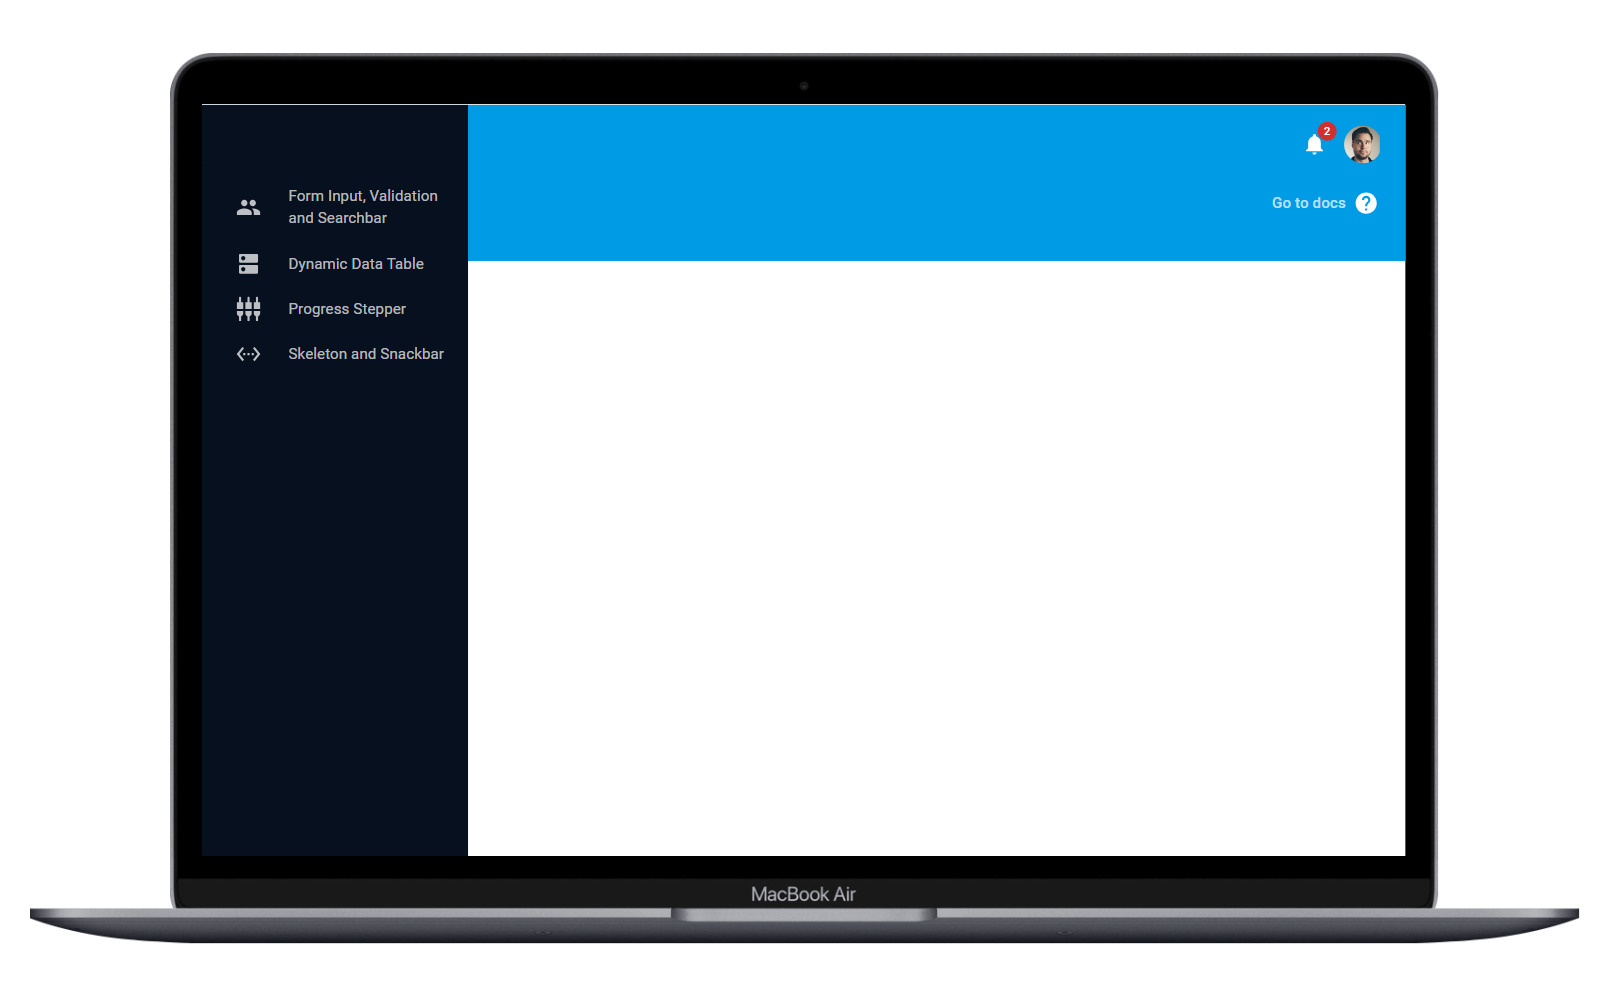 2
Form Input, Validation
and Searchbar
Go to docs
?
Dynamic Data Table
Progress Stepper
Skeleton and Snackbar
MacBook Air